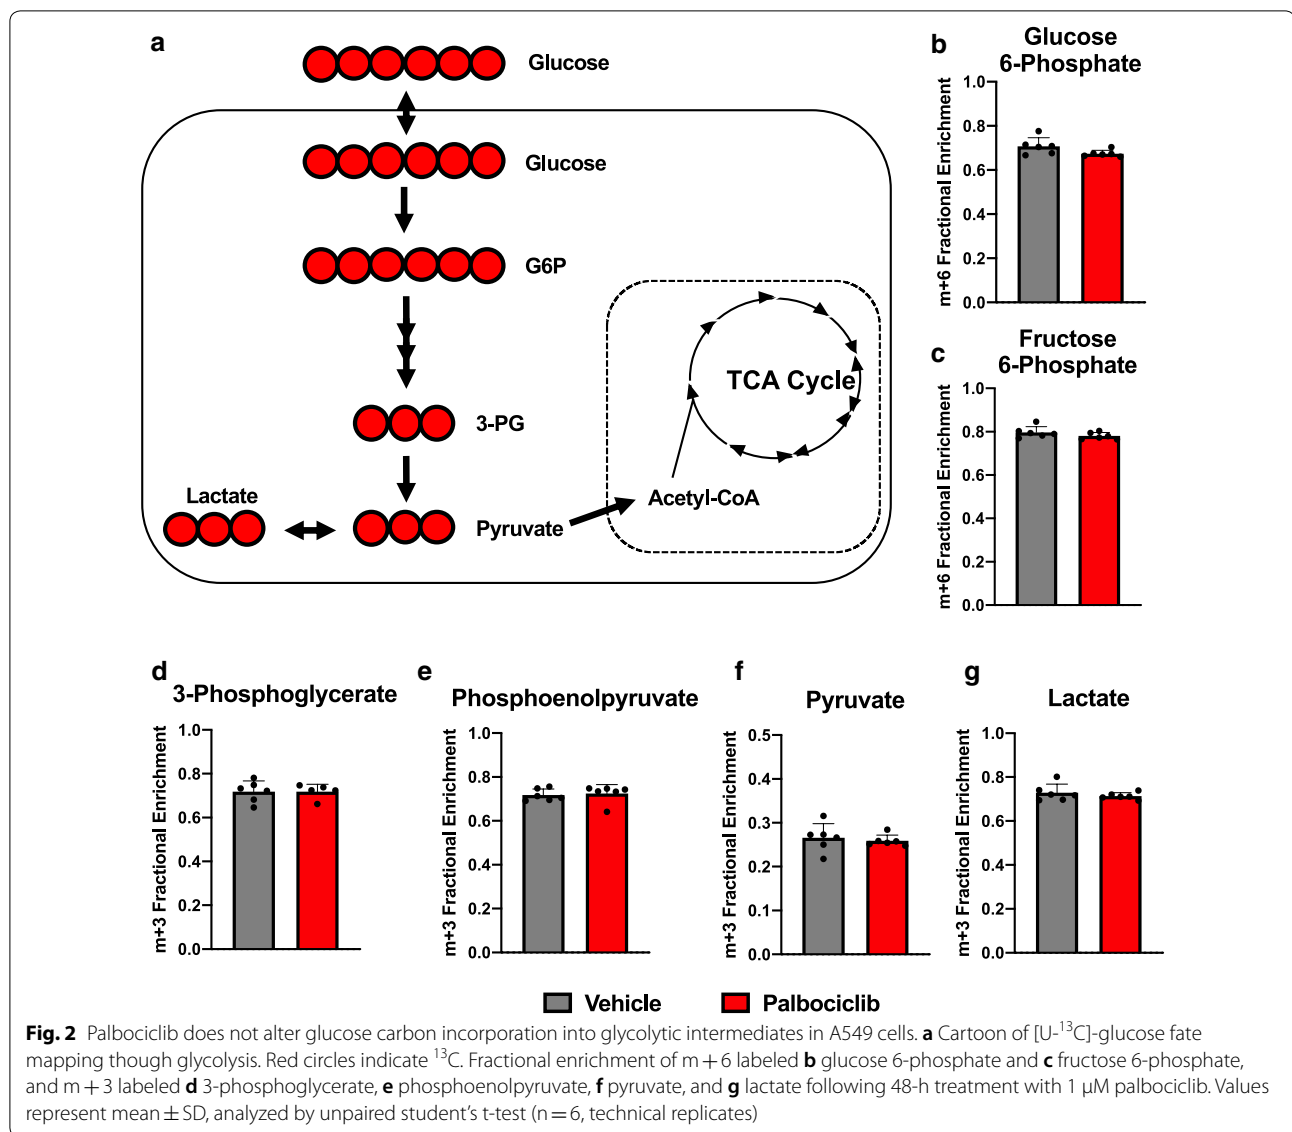 a
Glucose
Glucose
G6P
3-PG
Lactate
Pyruvate
Acetyl-CoA
TCA Cycle
b
Glucose
6-Phosphate
m+6 Fractional Enrichment
1.0
0.8
0.6
0.4
0.2
0.0
c
Fructose
6-Phosphate
m+6 Fractional Enrichment
1.0
0.8
0.6
0.4
0.2
0.0
d
3-Phosphoglycerate
m+3 Fractional Enrichment
1.0
0.8
0.6
0.4
0.2
0.0
e
Phosphoenolpyruvate
m+3 Fractional Enrichment
1.0
0.8
0.6
0.4
0.2
0.0
f
Pyruvate
m+3 Fractional Enrichment
0.5
0.4
0.3
0.2
0.1
0.0
g
Lactate
m+3 Fractional Enrichment
1.0
0.8
0.6
0.4
0.2
0.0
Vehicle Palbociclib
Fig. 2 Palbociclib does not alter glucose carbon incorporation into glycolytic intermediates in A549 cells. a Cartoon of [U-¹³C]-glucose fate
mapping though glycolysis. Red circles indicate ¹³C. Fractional enrichment of m + 6 labeled b glucose 6-phosphate and c fructose 6-phosphate,
and m + 3 labeled d 3-phosphoglycerate, e phosphoenolpyruvate, f pyruvate, and g lactate following 48-h treatment with 1 µM palbociclib. Values
represent mean ± SD, analyzed by unpaired student's t-test (n = 6, technical replicates)